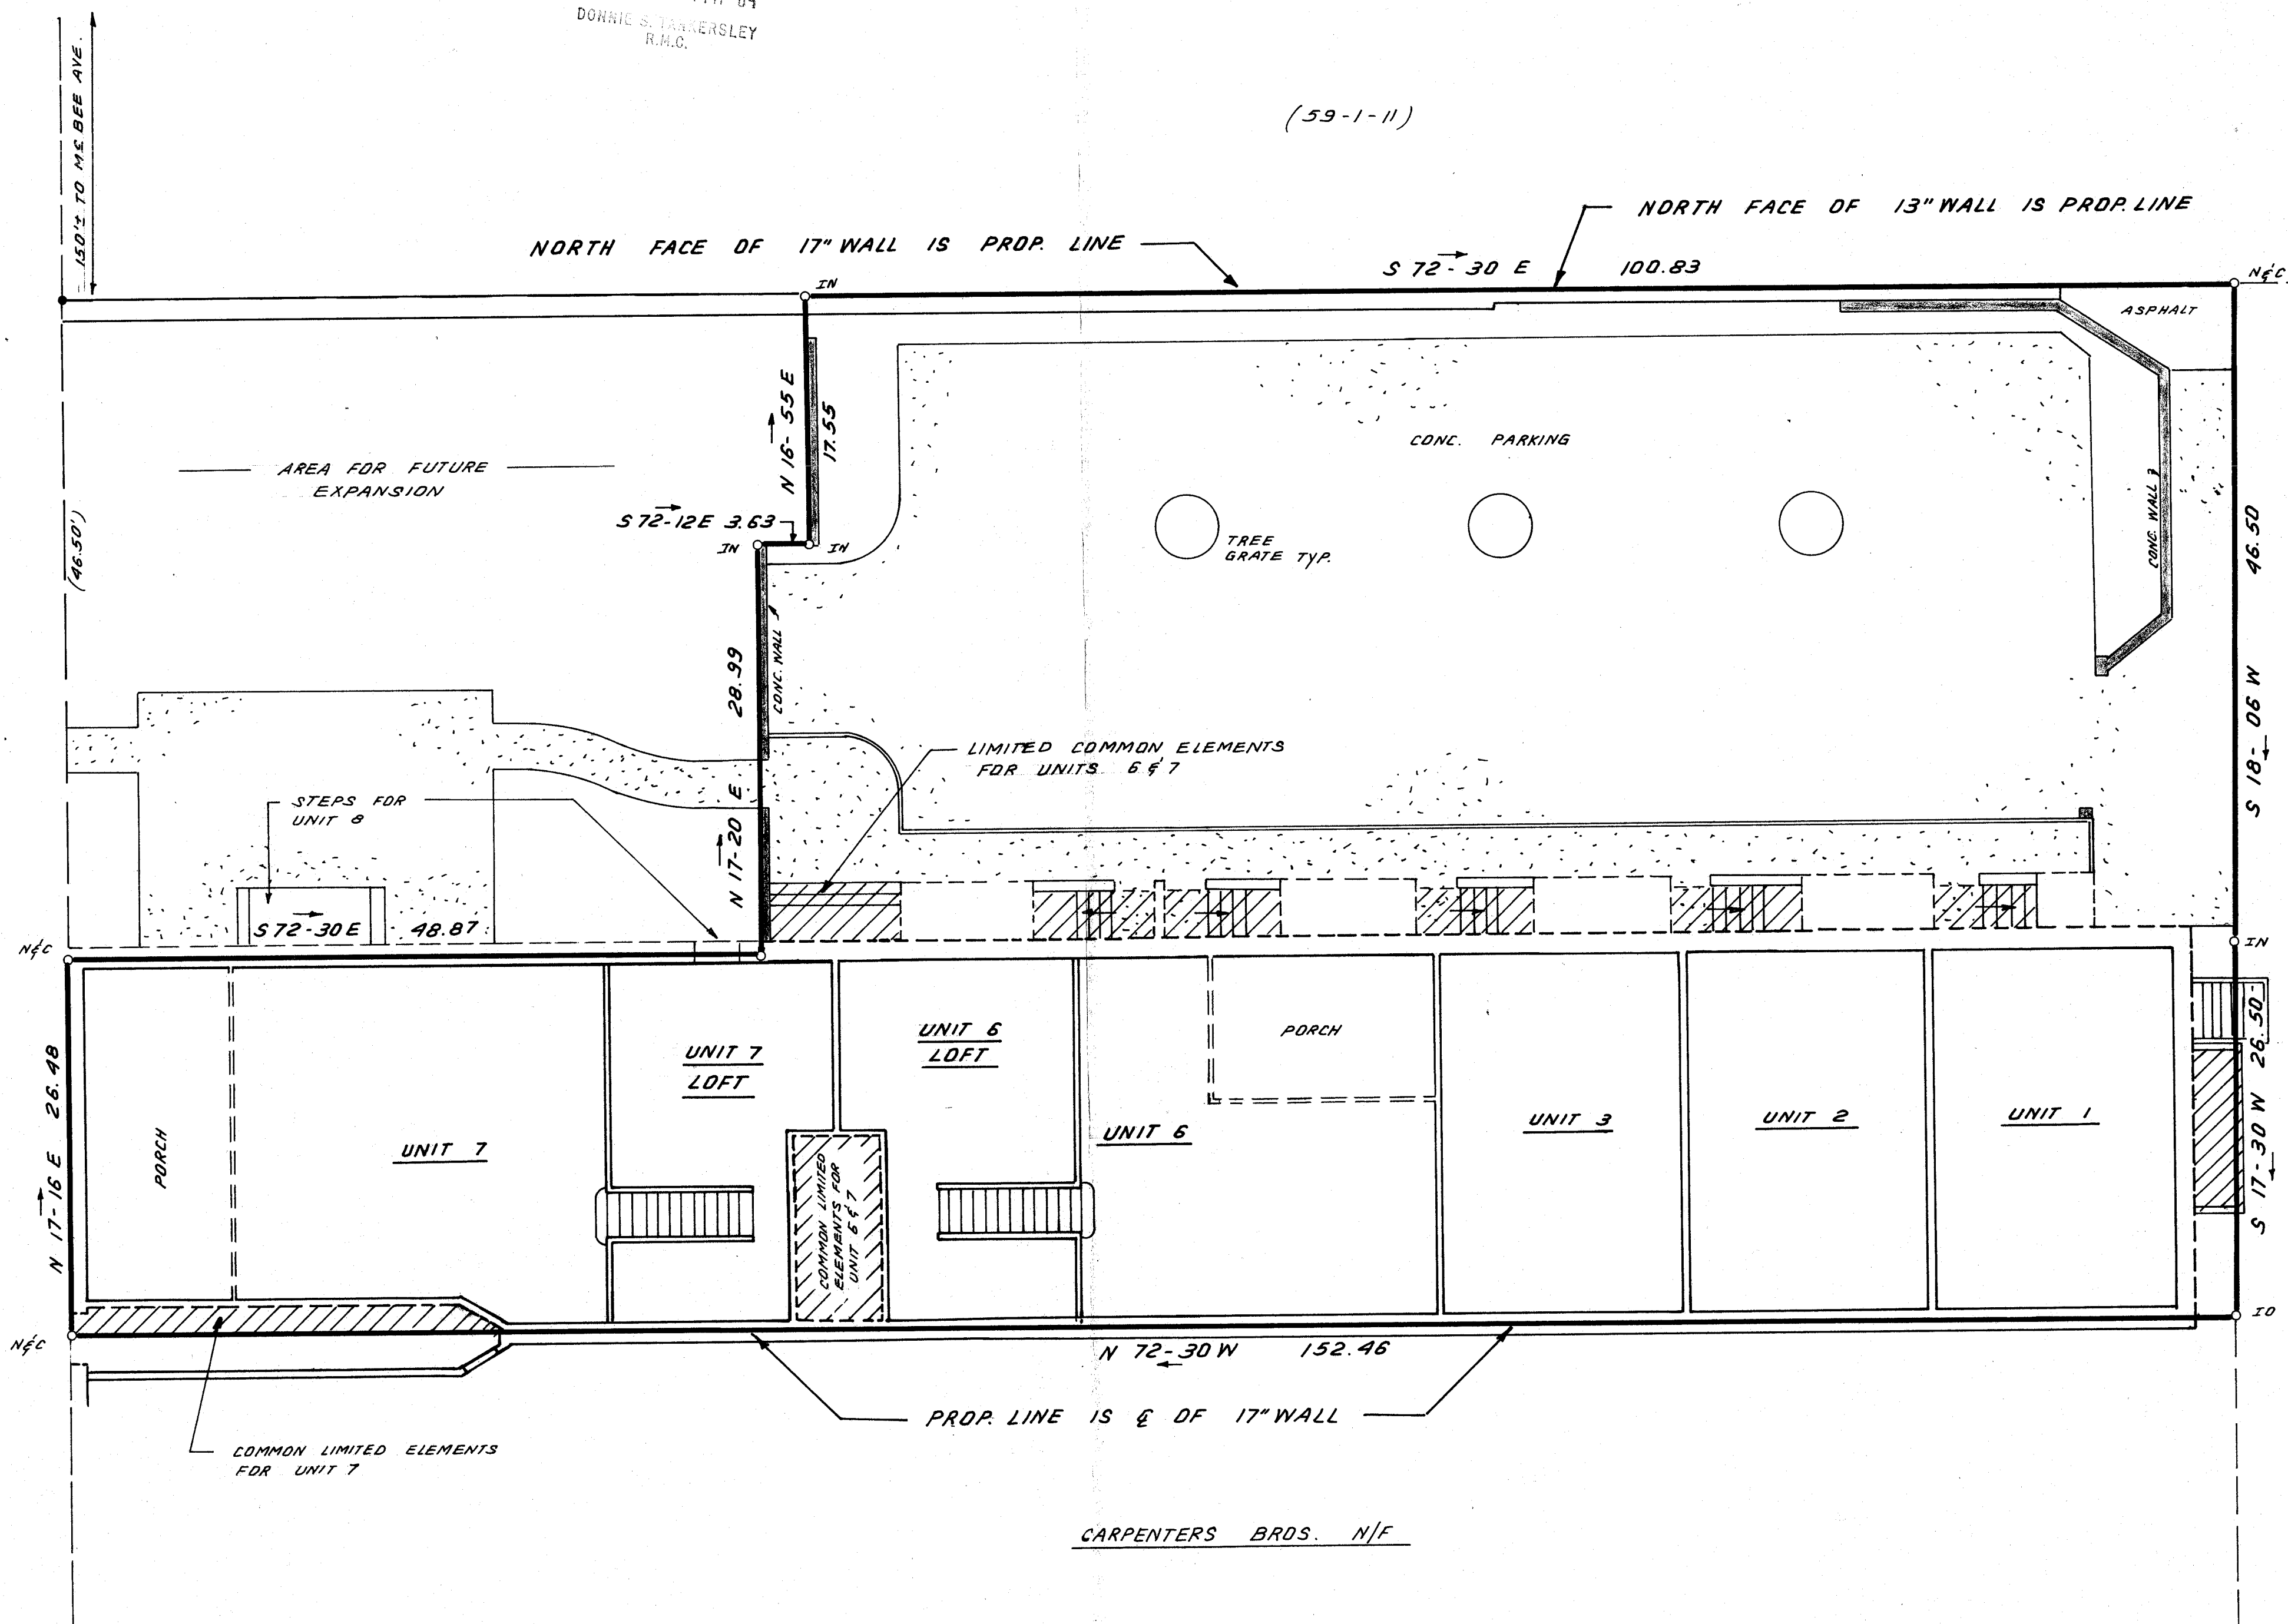 DONNIE S. TANKERSLEY
R.M.C.
150'± TO McBEE AVE.
(59-1-11)
NORTH FACE OF 13" WALL IS PROP. LINE
NORTH FACE OF 17" WALL IS PROP. LINE
S 72-30 E 100.83
IN
N&C
ASPHALT
N 16-55 E
17.55
CONC. PARKING
AREA FOR FUTURE
EXPANSION
S 72-12 E 3.63
IN
IN
(46.50')
TREE
GRATE TYP.
CONC. WALL
46.50
S 18-06 W
28.99
CONC. WALL
N 17-20 E
LIMITED COMMON ELEMENTS
FOR UNITS 6 & 7
STEPS FOR
UNIT 8
S 72-30 E 48.87
N&C
IN
UNIT 7
LOFT
UNIT 6
LOFT
PORCH
N 17-16 E 26.48
PORCH
UNIT 7
UNIT 6
UNIT 3
UNIT 2
UNIT 1
S 17-30 W 26.50
COMMON LIMITED
ELEMENTS FOR
UNIT 6 & 7
IO
N&C
N 72-30 W 152.46
PROP. LINE IS ℄ OF 17" WALL
COMMON LIMITED ELEMENTS
FOR UNIT 7
CARPENTERS BROS. N/F